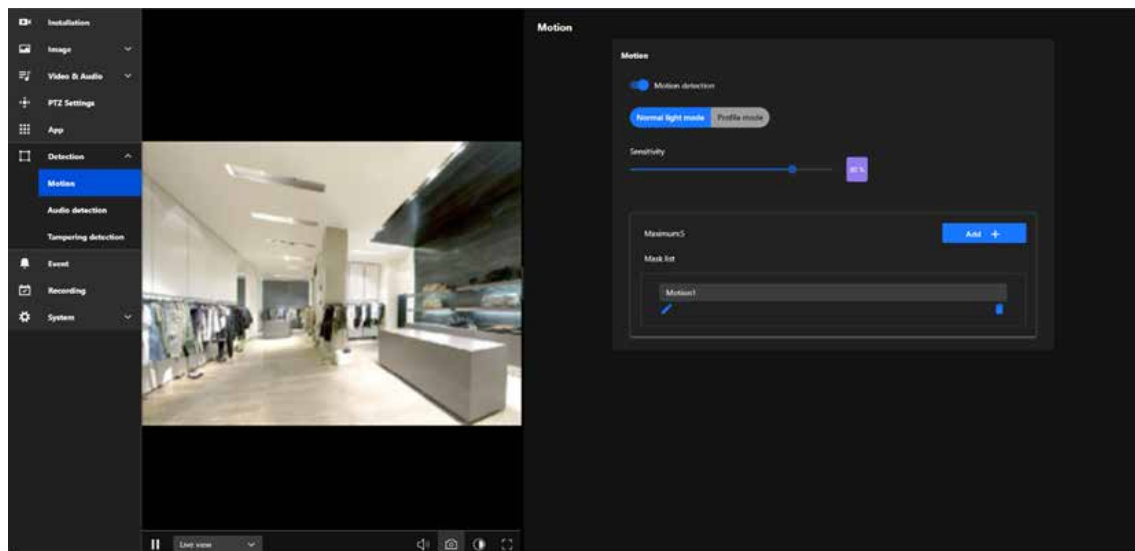 Installation
Image
Video & Audio
PTZ Settings
App
Detection
Motion
Audio detection
Tampering detection
Event
Recording
System
Live view
Motion
Motion
Motion detection
Normal light mode
Profile mode
Sensitivity
80 %
Maximum:5
Add +
Mask list
Motion1